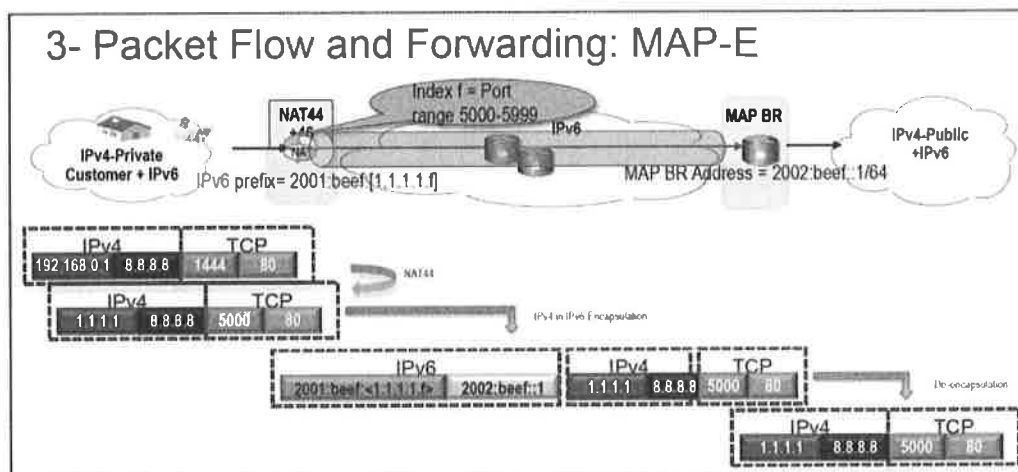 3- Packet Flow and Forwarding: MAP-E
Index f = Port
range 5000-5999
NAT44
+46
MAP BR
IPv6
IPv4-Private
Customer + IPv6
IPv4-Public
+IPv6
IPv6 prefix= 2001:beef:[1.1.1.1.f]
MAP BR Address = 2002:beef::1/64
IPv4 TCP
192 168 0 1 8.8.8.8 1444 80
NAT44
IPv4 TCP
1.1.1.1 8.8.8.8 5000 80
IPv4 in IPv6 Encapsulation
IPv6 IPv4 TCP
2001:beef:<1.1.1.1.f> 2002:beef::1 1.1.1.1 8.8.8.8 5000 80
De-encapsulation
IPv4 TCP
1.1.1.1 8.8.8.8 5000 80